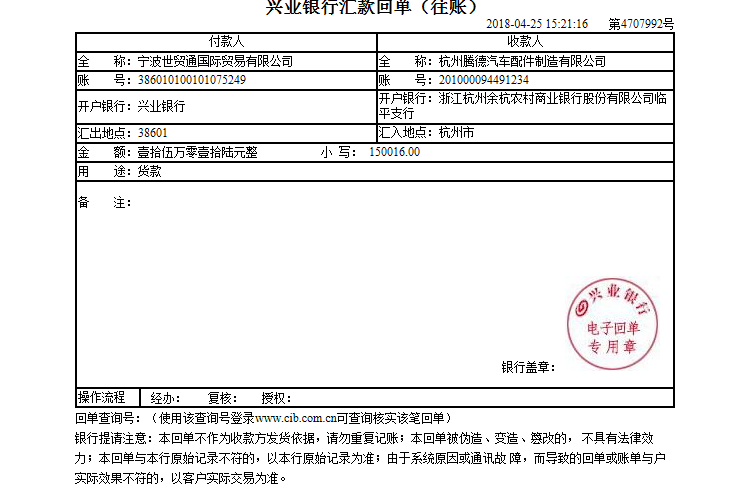 兴业银行汇款回单（往账）
2018-04-25 15:21:16 第4707992号
付款人 收款人
全 称：宁波世贸通国际贸易有限公司 全 称：杭州腾德汽车配件制造有限公司
账 号：386010100101075249 账 号：201000094491234
开户银行：兴业银行 开户银行：浙江杭州余杭农村商业银行股份有限公司临
平支行
汇出地点：38601 汇入地点：杭州市
金 额：壹拾伍万零壹拾陆元整 小 写： 150016.00
用 途：货款
备 注：
兴业银行
电子回单
专用章
银行盖章：
操作流程 经办： 复核： 授权：
回单查询号：（使用该查询号登录www.cib.com.cn可查询核实该笔回单）
银行提请注意：本回单不作为收款方发货依据，请勿重复记账；本回单被伪造、变造、篡改的，不具有法律效
力；本回单与本行原始记录不符的，以本行原始记录为准；由于系统原因或通讯故 障，而导致的回单或账单与户
实际效果不符的，以客户实际交易为准。